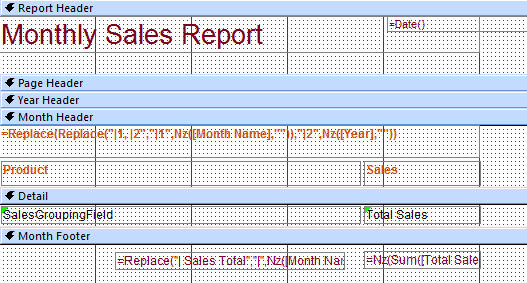 Report Header
Monthly Sales Report
=Date()
Page Header
Year Header
Month Header
=Replace(Replace("|1, |2","|1",Nz([Month Name],"")),"|2",Nz([Year],""))
Product Sales
Detail
SalesGroupingField Total Sales
Month Footer
=Replace("| Sales Total","|",Nz([Month Nar =Nz(Sum([Total Sale